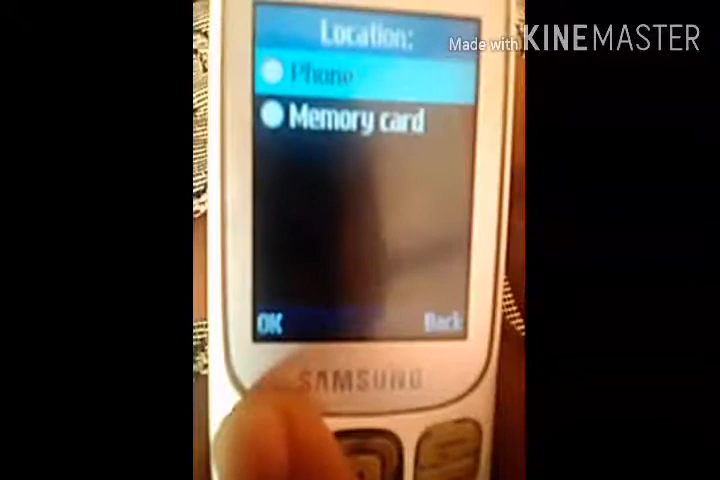 Location:
Made with KINEMASTER
Phone
Memory card
OK Back
SAMSUNG